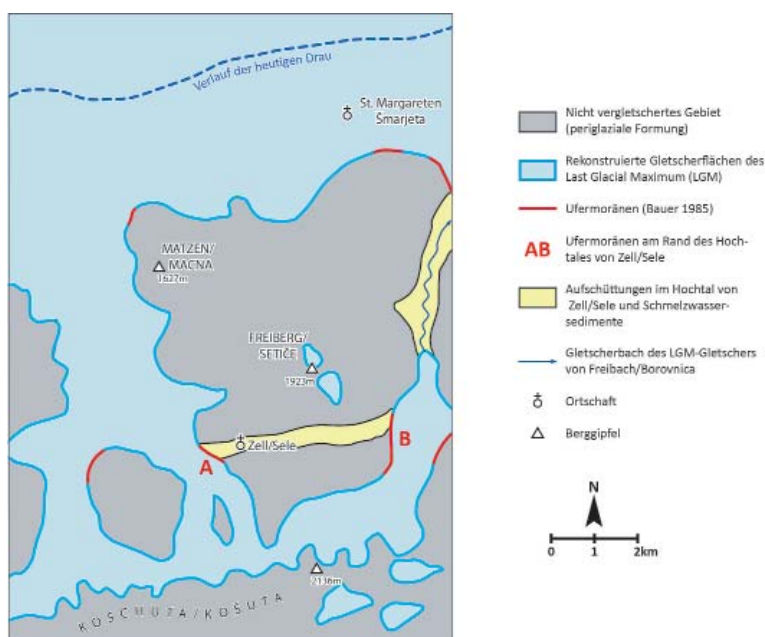 Verlauf der heutigen Drau
St. Margareten
Šmarjeta
MATZEN/
MACNA
1627m
FREIBERG/
SETIČE
1923m
Zell/Sele
A
B
2136m
KOSCHUTA/KOŠUTA
Nicht vergletschertes Gebiet
(periglaziale Formung)
Rekonstruierte Gletscherflächen des
Last Glacial Maximum (LGM)
Ufermoränen (Bauer 1985)
AB
Ufermoränen am Rand des Hoch-
tales von Zell/Sele
Aufschüttungen im Hochtal von
Zell/Sele und Schmelzwasser-
sedimente
Gletscherbach des LGM-Gletschers
von Freibach/Borovnica
Ortschaft
Berggipfel
N
0 1 2km